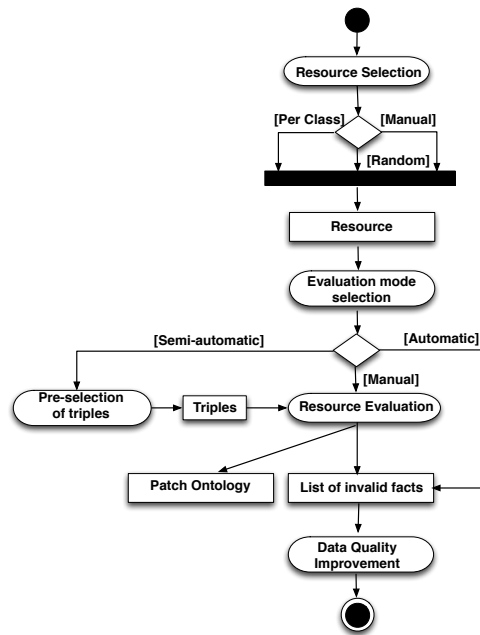 Resource Selection
[Per Class]
[Manual]
[Random]
Resource
Evaluation mode
selection
[Semi-automatic]
[Automatic]
[Manual]
Pre-selection
of triples
Triples
Resource Evaluation
Patch Ontology
List of invalid facts
Data Quality
Improvement